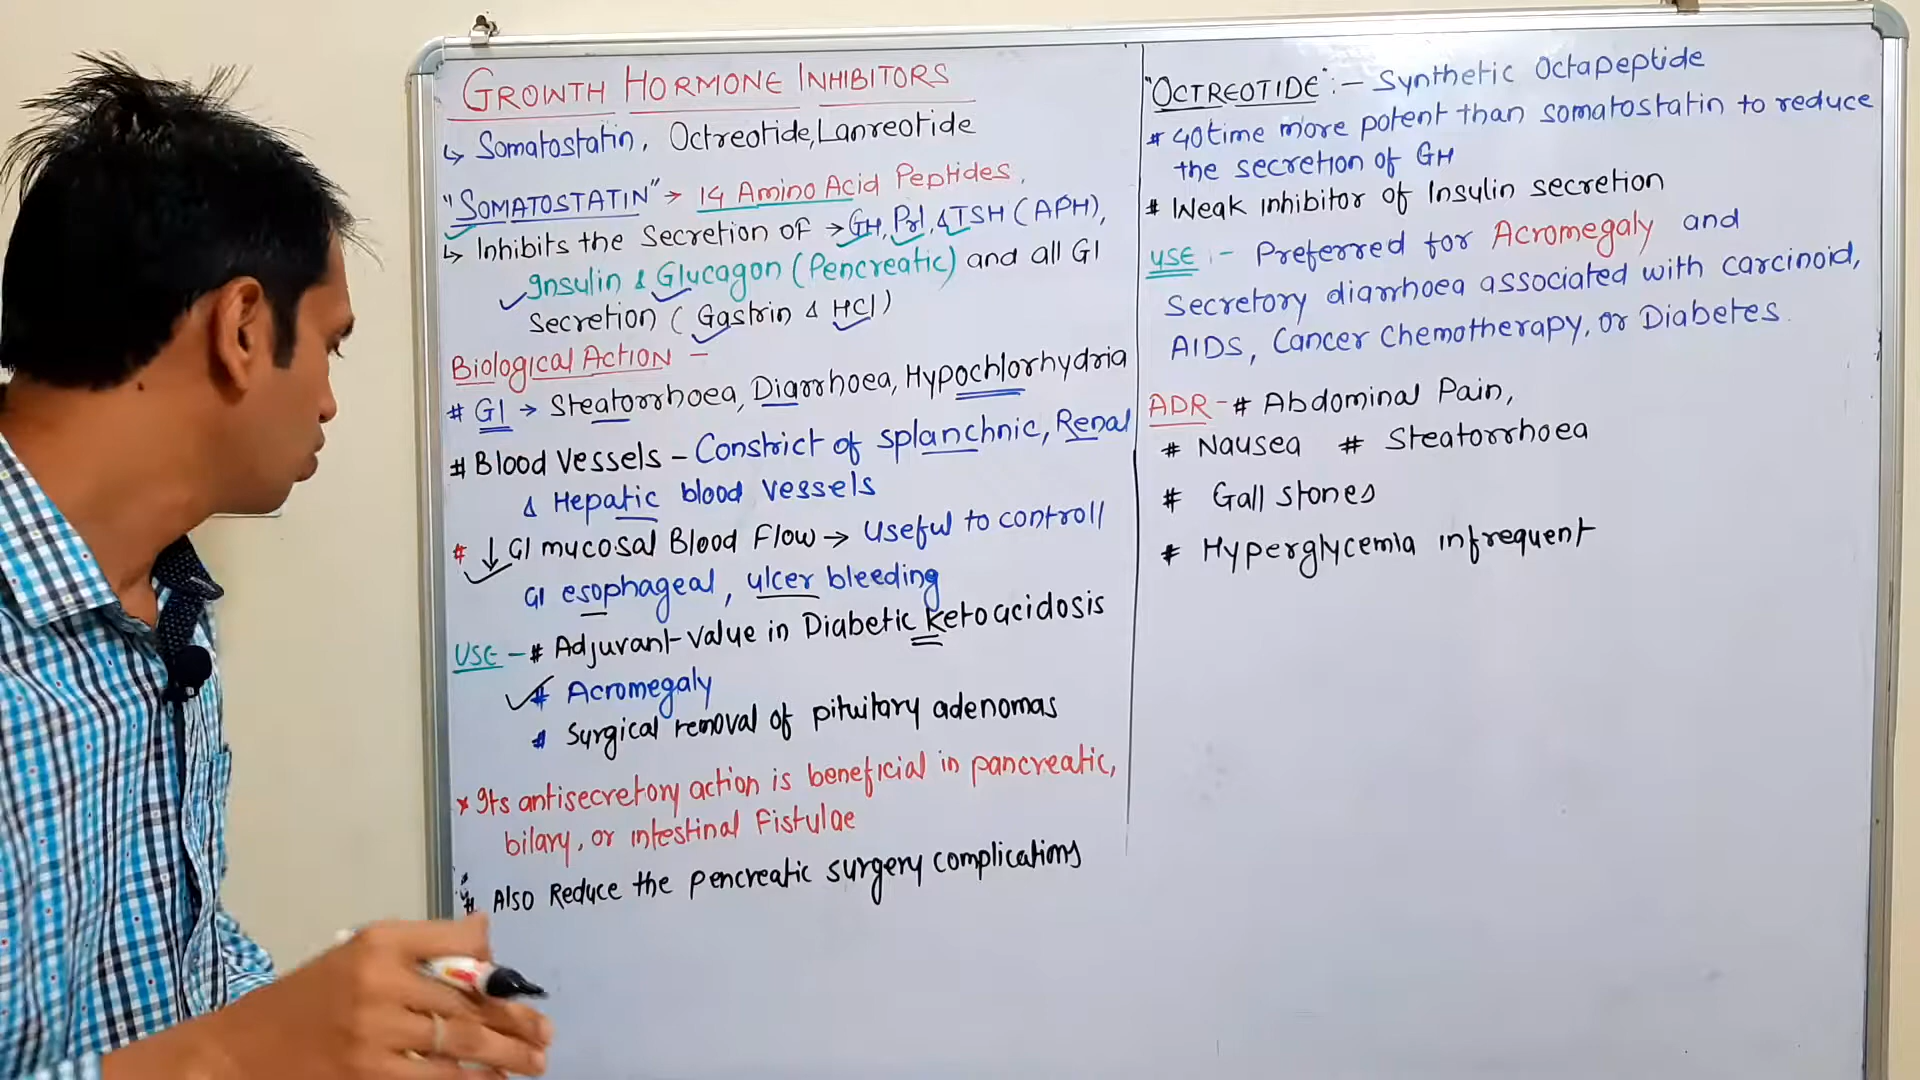 GROWTH HORMONE INHIBITORS
↳ Somatostatin, Octreotide, Lanreotide
"SOMATOSTATIN" → 14 Amino Acid Peptides.
↳ Inhibits the Secretion of → GH, Prl, & TSH (APH),
Insulin & Glucagon (Pencreatic) and all GI
Secretion (Gastrin & HCl)
Biological Action -
# GI → Steatorrhoea, Diarrhoea, Hypochlorhydria
# Blood Vessels - Constrict of splanchnic, Renal
& Hepatic blood vessels
# ↓ GI mucosal Blood Flow → Useful to controll
GI esophageal, ulcer bleeding
USE - # Adjuvant value in Diabetic Ketoacidosis
# Acromegaly
# Surgical removal of pituitary adenomas
* Its antisecretory action is beneficial in pancreatic,
bilary, or intestinal Fistulae
# Also Reduce the pencreatic surgery complications
"OCTREOTIDE" :- Synthetic Octapeptide
# 40 time more potent than somatostatin to reduce
the secretion of GH
# Weak inhibitor of Insulin secretion
USE :- Preferred for Acromegaly and
Secretory diarrhoea associated with carcinoid,
AIDS, Cancer Chemotherapy, or Diabetes.
ADR - # Abdominal Pain,
# Nausea # Steatorrhoea
# Gall stones
# Hyperglycemia infrequent